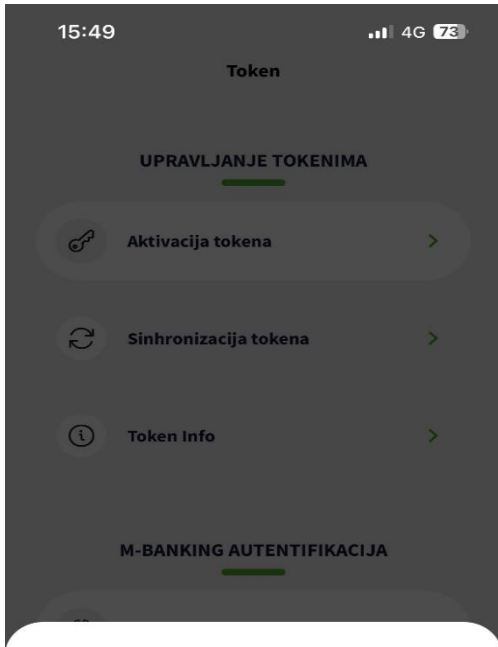 15:49
4G 73
Token
UPRAVLJANJE TOKENIMA
Aktivacija tokena
Sinhronizacija tokena
Token Info
M-BANKING AUTENTIFIKACIJA